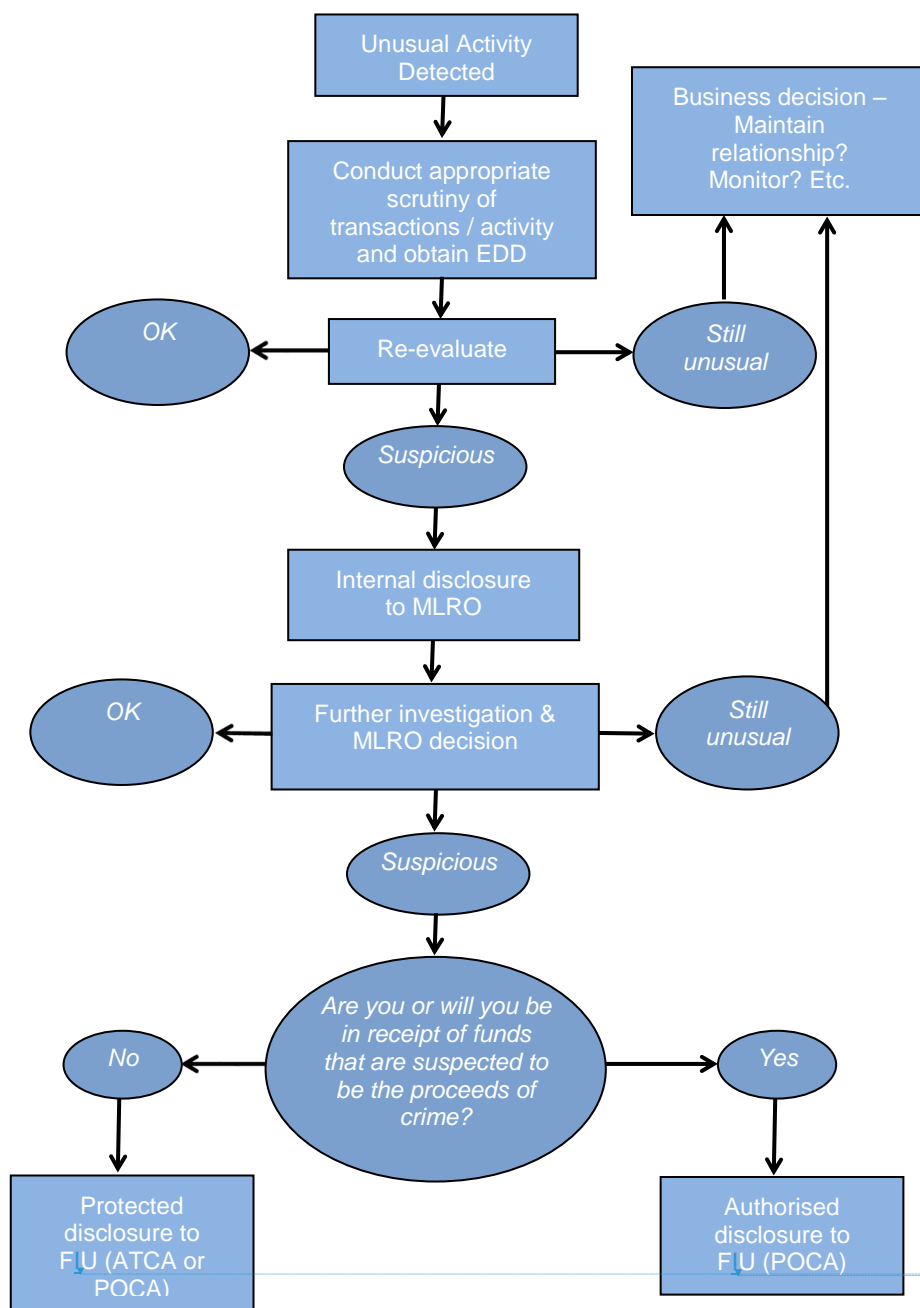 Unusual Activity
Detected
Business decision –
Maintain
relationship?
Monitor? Etc.
Conduct appropriate
scrutiny of
transactions / activity
and obtain EDD
OK
Re-evaluate
Still
unusual
Suspicious
Internal disclosure
to MLRO
OK
Further investigation &
MLRO decision
Still
unusual
Suspicious
Are you or will you be
in receipt of funds
that are suspected to
be the proceeds of
crime?
No
Yes
Protected
disclosure to
FIU (ATCA or
POCA)
Authorised
disclosure to
FIU (POCA)